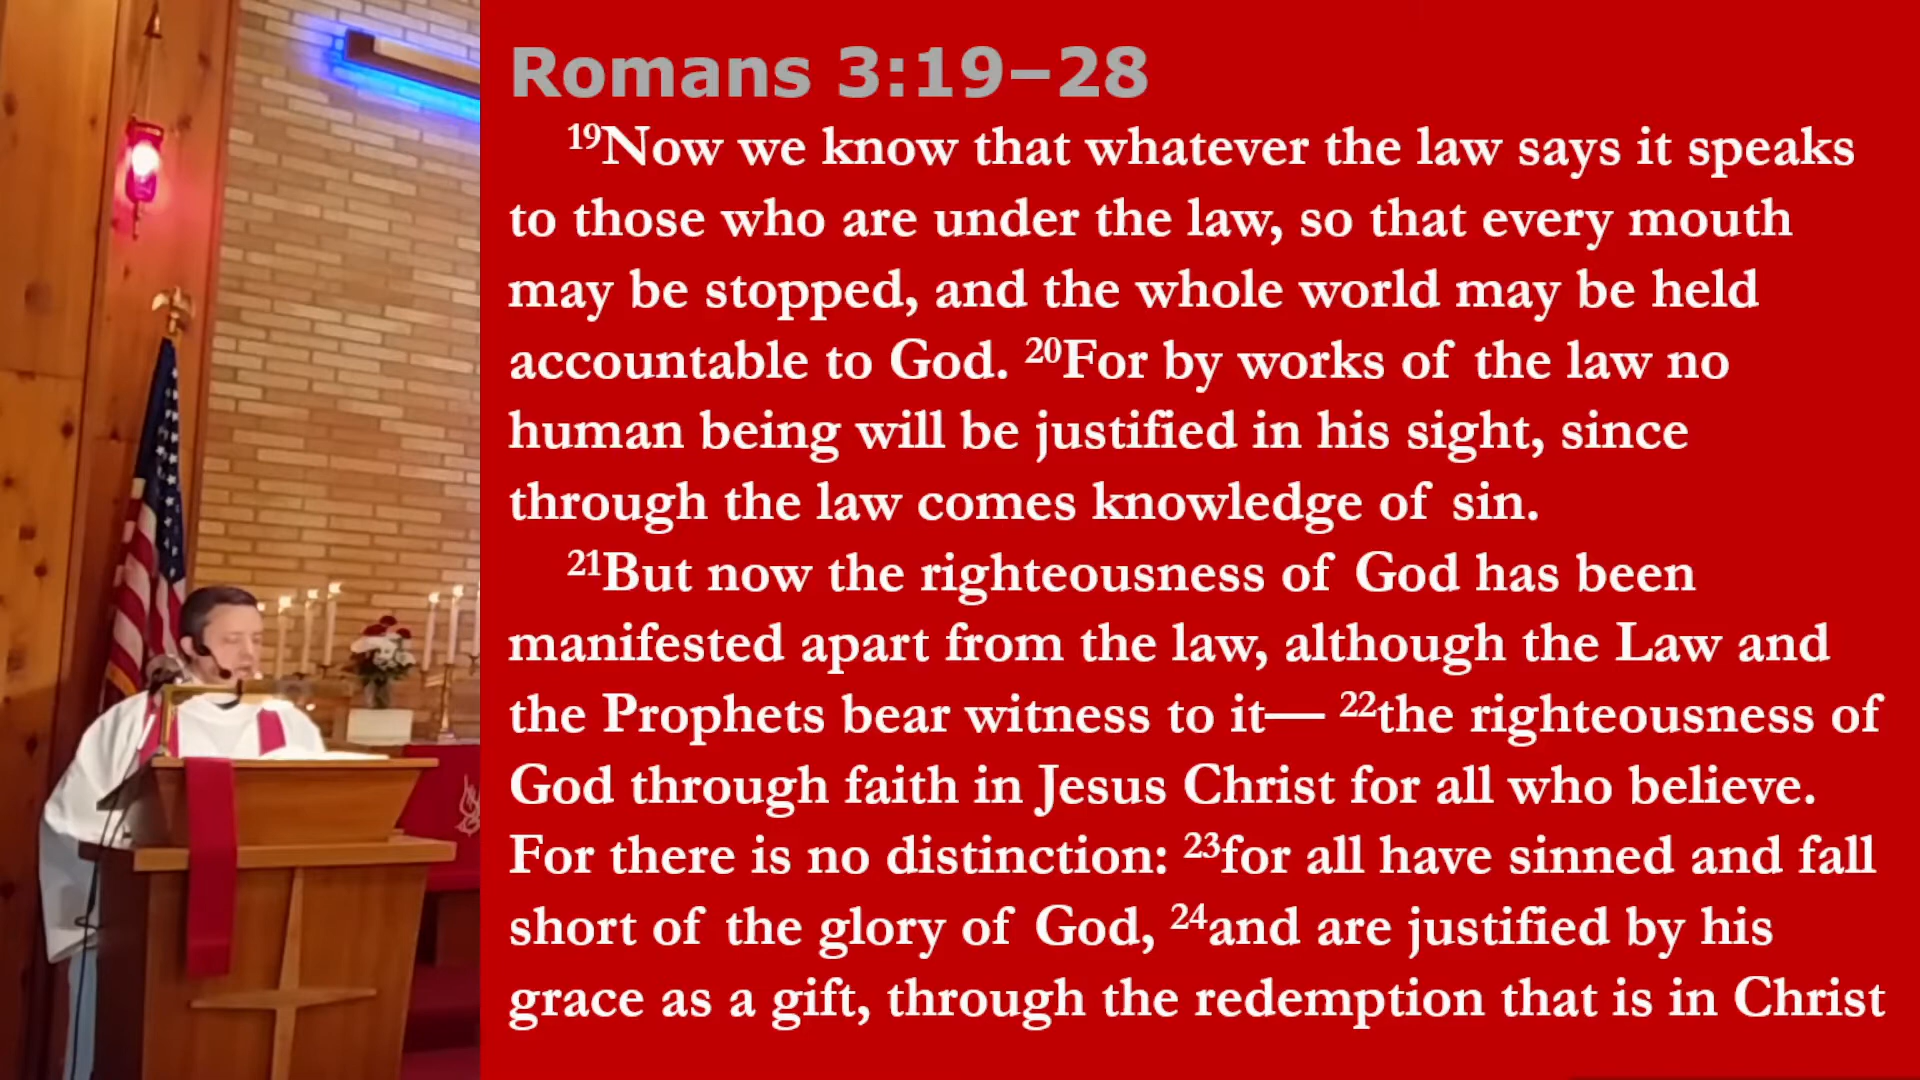 Romans 3:19–28
19Now we know that whatever the law says it speaks
to those who are under the law, so that every mouth
may be stopped, and the whole world may be held
accountable to God. 20For by works of the law no
human being will be justified in his sight, since
through the law comes knowledge of sin.
21But now the righteousness of God has been
manifested apart from the law, although the Law and
the Prophets bear witness to it— 22the righteousness of
God through faith in Jesus Christ for all who believe.
For there is no distinction: 23for all have sinned and fall
short of the glory of God, 24and are justified by his
grace as a gift, through the redemption that is in Christ